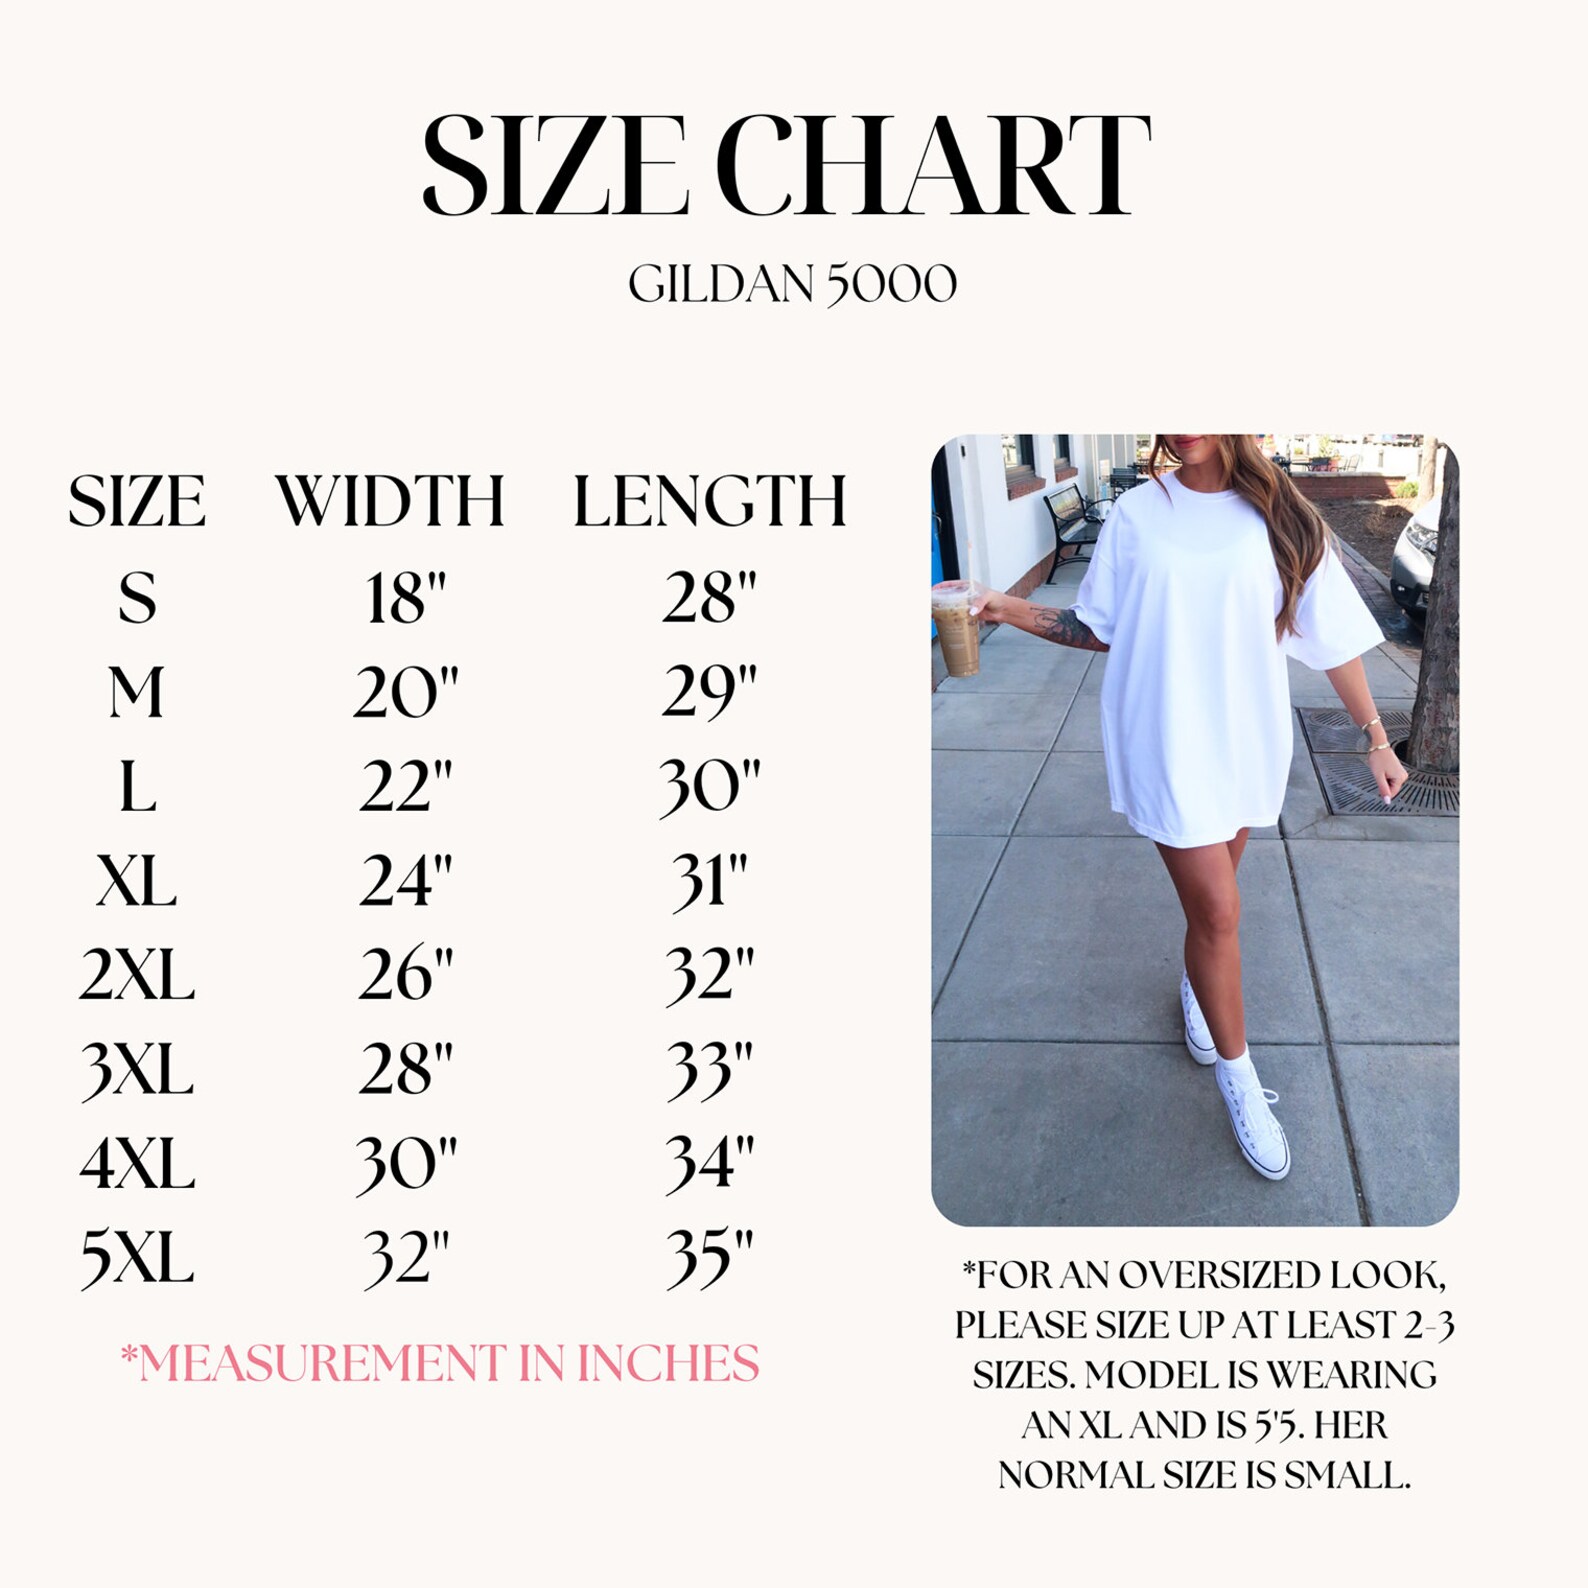 SIZE CHART
GILDAN 5000
SIZE WIDTH LENGTH
S 18" 28"
M 20" 29"
L 22" 30"
XL 24" 31"
2XL 26" 32"
3XL 28" 33"
4XL 30" 34"
5XL 32" 35"
*MEASUREMENT IN INCHES
*FOR AN OVERSIZED LOOK,
PLEASE SIZE UP AT LEAST 2-3
SIZES. MODEL IS WEARING
AN XL AND IS 5'5. HER
NORMAL SIZE IS SMALL.